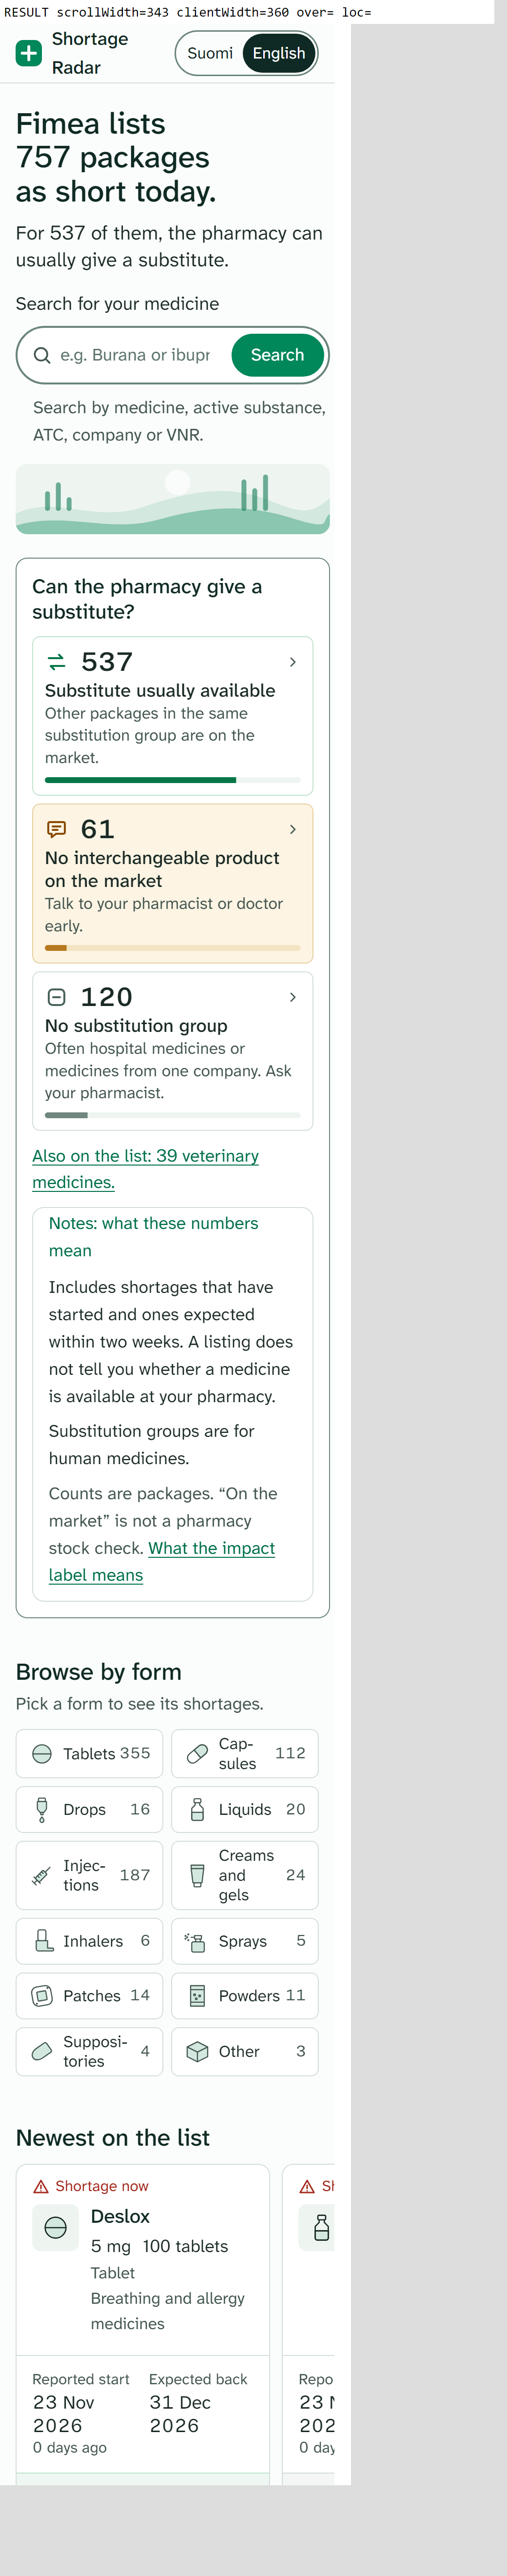 RESULT scrollWidth=343 clientWidth=360 over= loc=
Shortage
Radar
Suomi
English
Fimea lists
757 packages
as short today.
For 537 of them, the pharmacy can
usually give a substitute.
Search for your medicine
e.g. Burana or ibupr
Search
Search by medicine, active substance,
ATC, company or VNR.
Can the pharmacy give a
substitute?
537
Substitute usually available
Other packages in the same
substitution group are on the
market.
61
No interchangeable product
on the market
Talk to your pharmacist or doctor
early.
120
No substitution group
Often hospital medicines or
medicines from one company. Ask
your pharmacist.
Also on the list: 39 veterinary
medicines.
Notes: what these numbers
mean
Includes shortages that have
started and ones expected
within two weeks. A listing does
not tell you whether a medicine
is available at your pharmacy.
Substitution groups are for
human medicines.
Counts are packages. “On the
market” is not a pharmacy
stock check. What the impact
label means
Browse by form
Pick a form to see its shortages.
Tablets 355
Cap-
sules 112
Drops 16
Liquids 20
Injec-
tions 187
Creams
and
gels 24
Inhalers 6
Sprays 5
Patches 14
Powders 11
Supposi-
tories 4
Other 3
Newest on the list
Shortage now
Deslox
5 mg 100 tablets
Tablet
Breathing and allergy
medicines
Reported start
23 Nov
2026
0 days ago
Expected back
31 Dec
2026
Sh
Repo
23 N
202
0 day